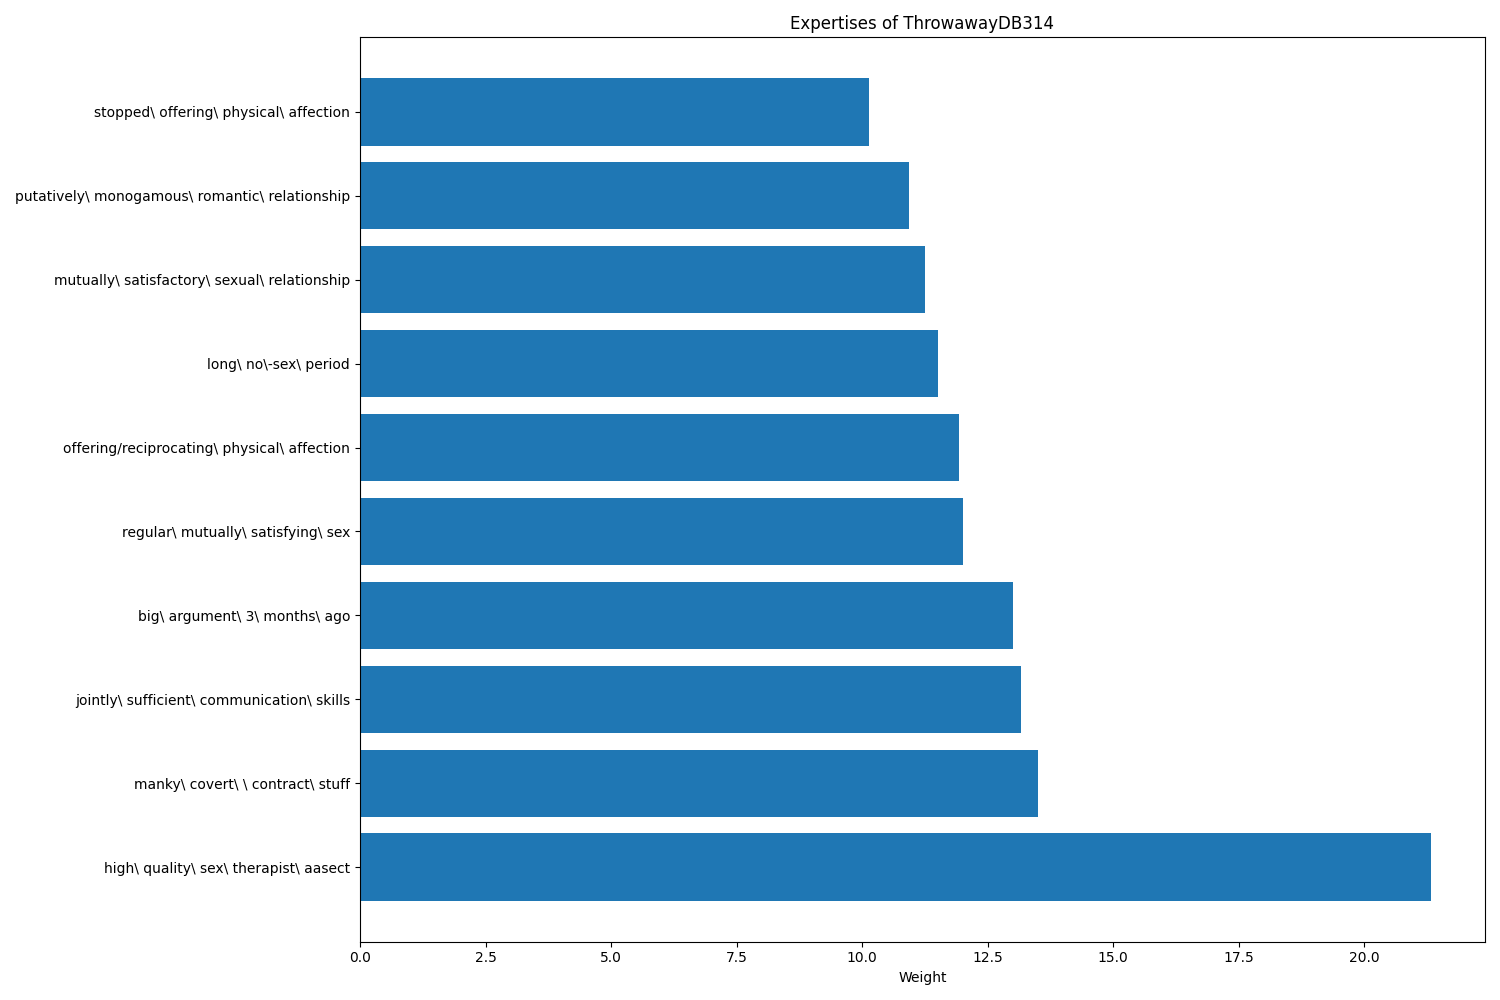 Expertises of ThrowawayDB314
stopped\ offering\ physical\ affection
putatively\ monogamous\ romantic\ relationship
mutually\ satisfactory\ sexual\ relationship
long\ no\-sex\ period
offering/reciprocating\ physical\ affection
regular\ mutually\ satisfying\ sex
big\ argument\ 3\ months\ ago
jointly\ sufficient\ communication\ skills
manky\ covert\ \ contract\ stuff
high\ quality\ sex\ therapist\ aasect
0.0 2.5 5.0 7.5 10.0 12.5 15.0 17.5 20.0
Weight